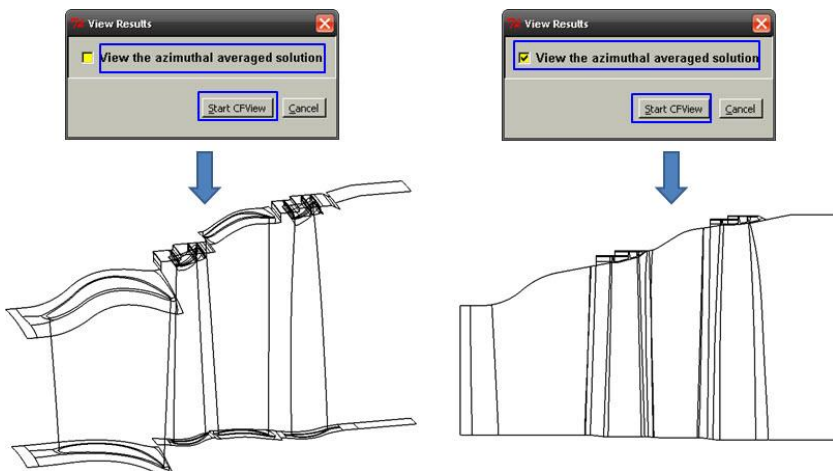 View Results
View the azimuthal averaged solution
Start CFView Cancel
View Results
View the azimuthal averaged solution
Start CFView Cancel